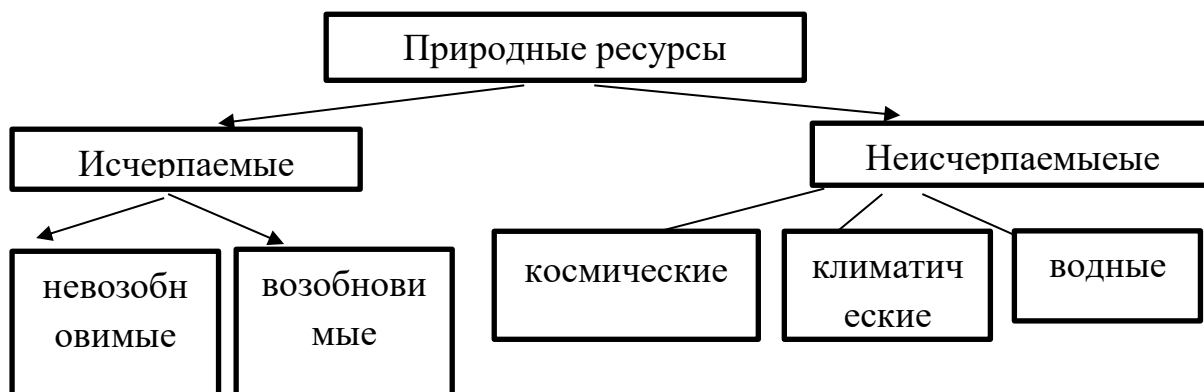 Природные ресурсы
Исчерпаемые
Неисчерпаемыеые
невозобн
овимые
возобнови
мые
космические
климатич
еские
водные